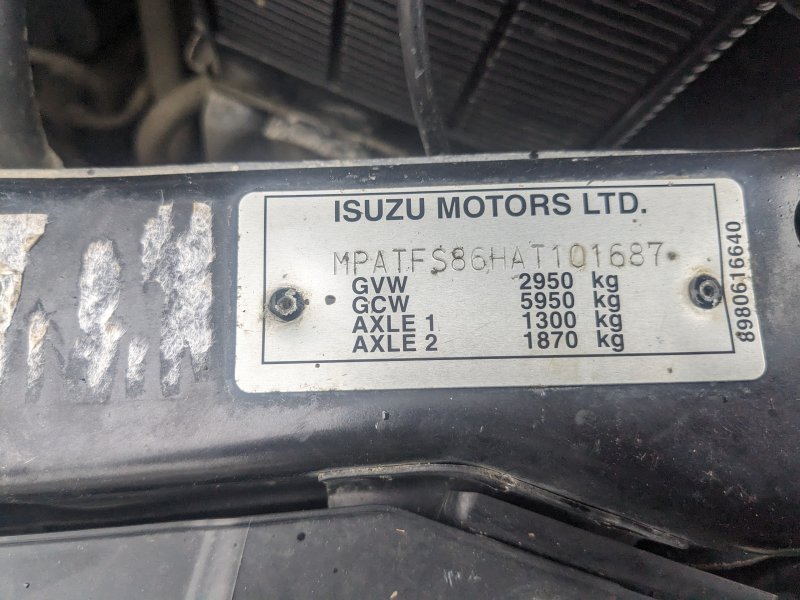 ISUZU MOTORS LTD.
MPATFS86HAT101687
GVW 2950 kg
GCW 5950 kg
AXLE 1 1300 kg
AXLE 2 1870 kg
8980616640